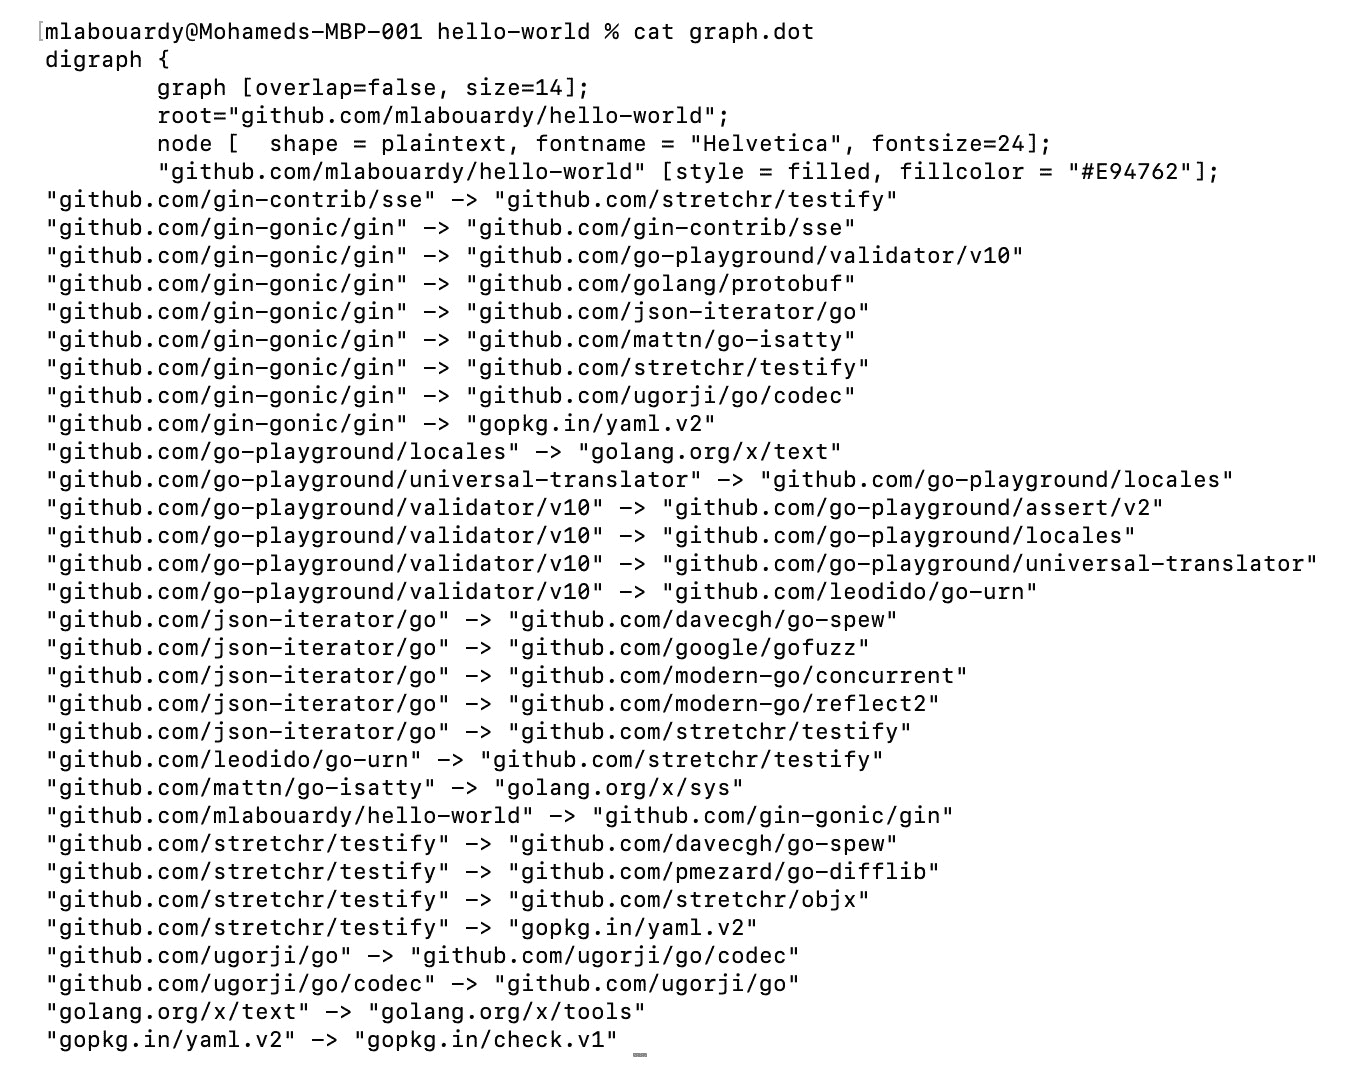 [mlabouardy@Mohameds-MBP-001 hello-world % cat graph.dot
digraph {
        graph [overlap=false, size=14];
        root="github.com/mlabouardy/hello-world";
        node [  shape = plaintext, fontname = "Helvetica", fontsize=24];
        "github.com/mlabouardy/hello-world" [style = filled, fillcolor = "#E94762"];
"github.com/gin-contrib/sse" -> "github.com/stretchr/testify"
"github.com/gin-gonic/gin" -> "github.com/gin-contrib/sse"
"github.com/gin-gonic/gin" -> "github.com/go-playground/validator/v10"
"github.com/gin-gonic/gin" -> "github.com/golang/protobuf"
"github.com/gin-gonic/gin" -> "github.com/json-iterator/go"
"github.com/gin-gonic/gin" -> "github.com/mattn/go-isatty"
"github.com/gin-gonic/gin" -> "github.com/stretchr/testify"
"github.com/gin-gonic/gin" -> "github.com/ugorji/go/codec"
"github.com/gin-gonic/gin" -> "gopkg.in/yaml.v2"
"github.com/go-playground/locales" -> "golang.org/x/text"
"github.com/go-playground/universal-translator" -> "github.com/go-playground/locales"
"github.com/go-playground/validator/v10" -> "github.com/go-playground/assert/v2"
"github.com/go-playground/validator/v10" -> "github.com/go-playground/locales"
"github.com/go-playground/validator/v10" -> "github.com/go-playground/universal-translator"
"github.com/go-playground/validator/v10" -> "github.com/leodido/go-urn"
"github.com/json-iterator/go" -> "github.com/davecgh/go-spew"
"github.com/json-iterator/go" -> "github.com/google/gofuzz"
"github.com/json-iterator/go" -> "github.com/modern-go/concurrent"
"github.com/json-iterator/go" -> "github.com/modern-go/reflect2"
"github.com/json-iterator/go" -> "github.com/stretchr/testify"
"github.com/leodido/go-urn" -> "github.com/stretchr/testify"
"github.com/mattn/go-isatty" -> "golang.org/x/sys"
"github.com/mlabouardy/hello-world" -> "github.com/gin-gonic/gin"
"github.com/stretchr/testify" -> "github.com/davecgh/go-spew"
"github.com/stretchr/testify" -> "github.com/pmezard/go-difflib"
"github.com/stretchr/testify" -> "github.com/stretchr/objx"
"github.com/stretchr/testify" -> "gopkg.in/yaml.v2"
"github.com/ugorji/go" -> "github.com/ugorji/go/codec"
"github.com/ugorji/go/codec" -> "github.com/ugorji/go"
"golang.org/x/text" -> "golang.org/x/tools"
"gopkg.in/yaml.v2" -> "gopkg.in/check.v1"